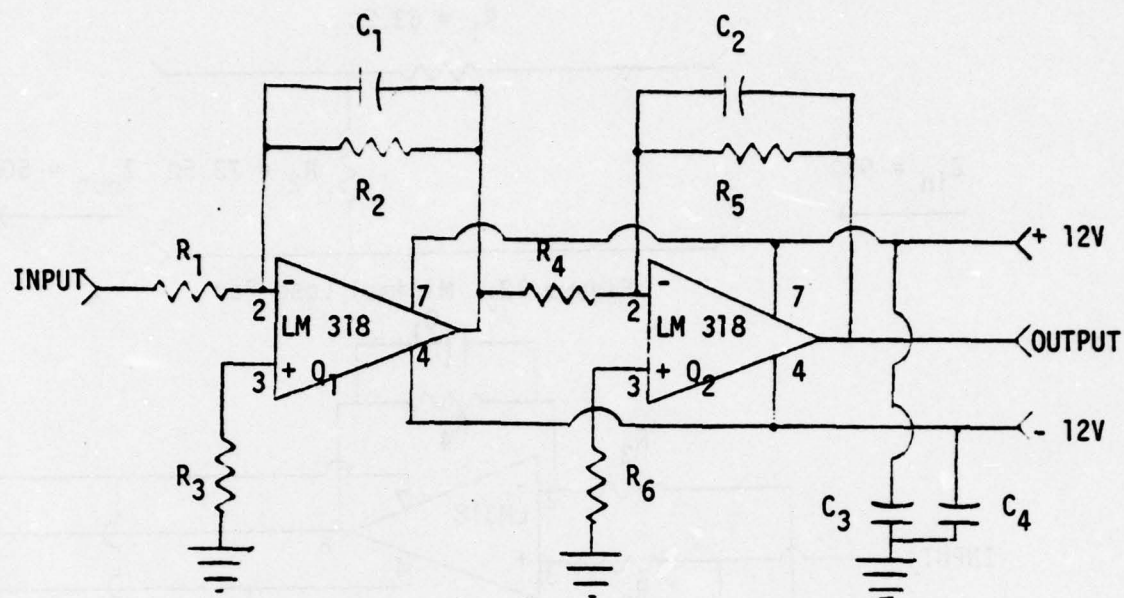 C1
C2
R2
R5
R1
R4
+ 12V
INPUT
-
2
7
LM 318
-
2
7
LM 318
OUTPUT
4
+
3
Q1
4
+
3
Q2
- 12V
R3
R6
C3
C4